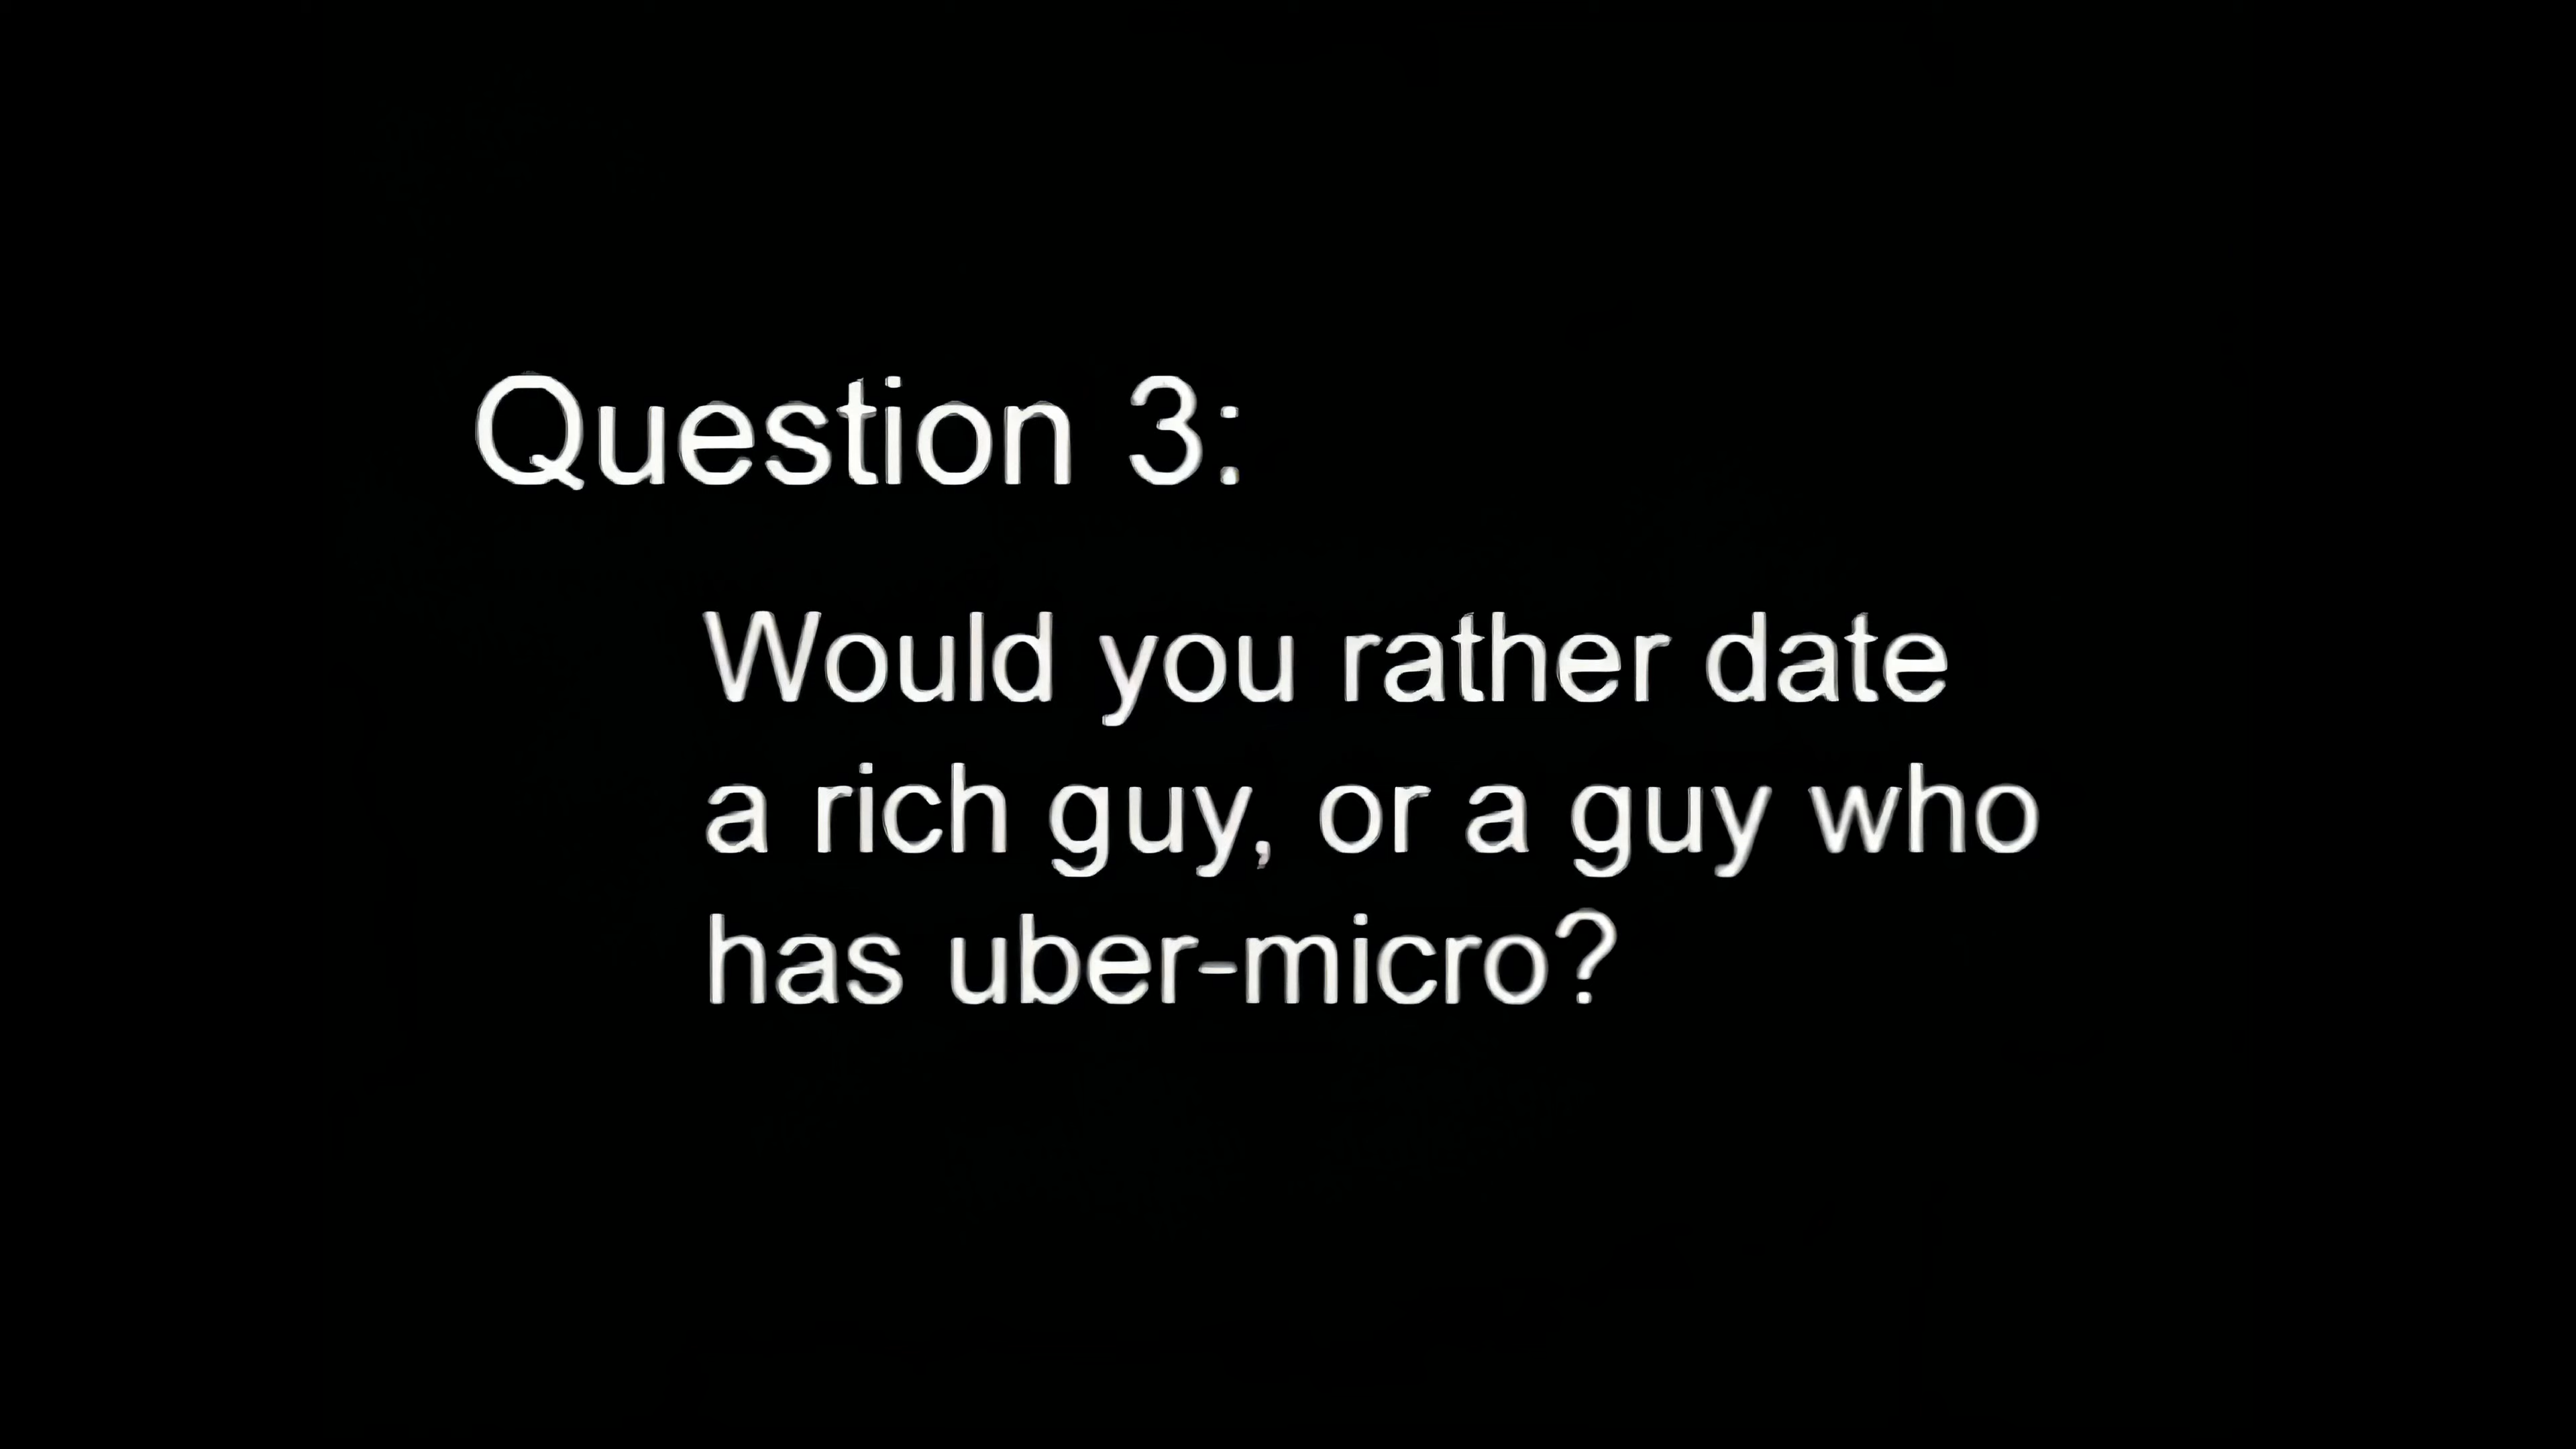 Question 3:
Would you rather date
a rich guy, or a guy who
has uber-micro?